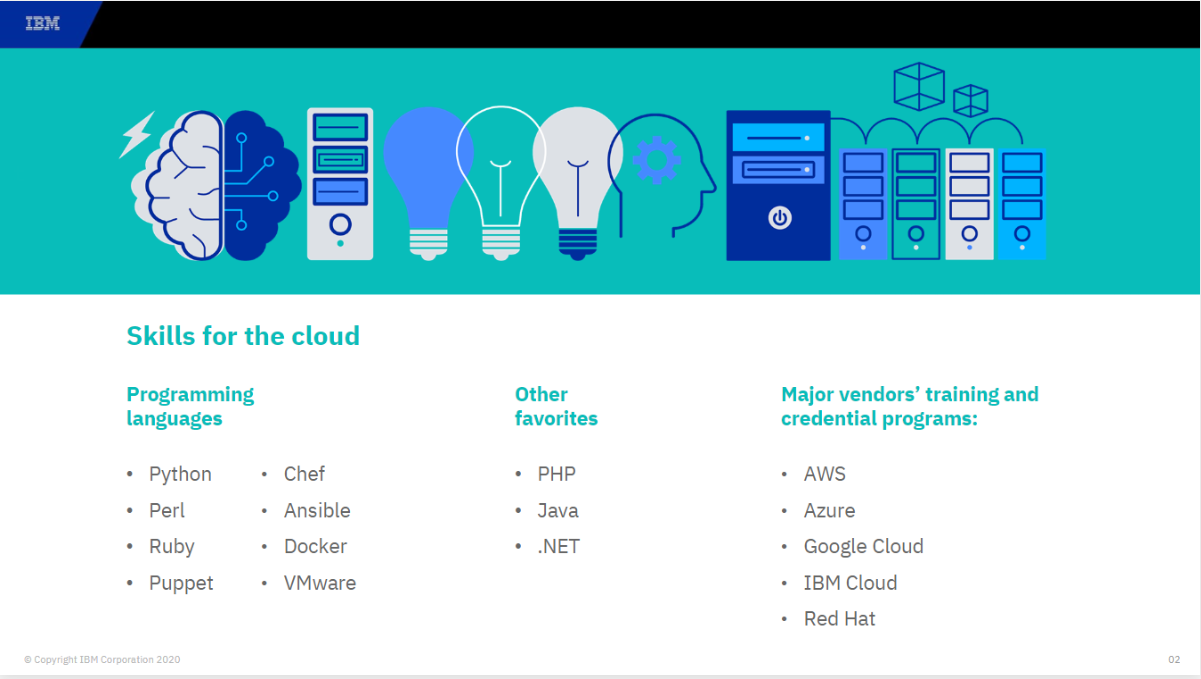 IBM
Skills for the cloud
Programming
languages
• Python
• Perl
• Ruby
• Puppet
• Chef
• Ansible
• Docker
• VMware
Other
favorites
• PHP
• Java
• .NET
Major vendors’ training and
credential programs:
• AWS
• Azure
• Google Cloud
• IBM Cloud
• Red Hat
© Copyright IBM Corporation 2020
02